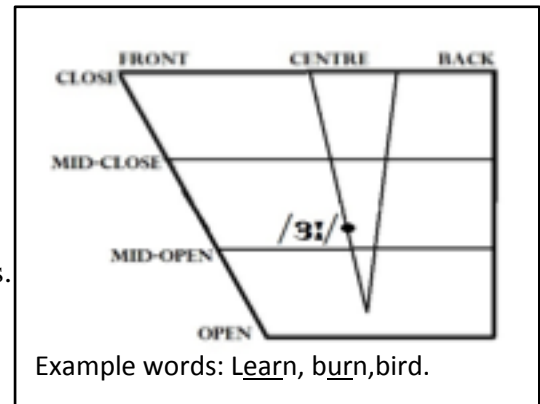 FRONT CENTRE BACK
CLOSE
MID-CLOSE
/ɜː/
s.
MID-OPEN
OPEN
Example words: Learn, burn,bird.